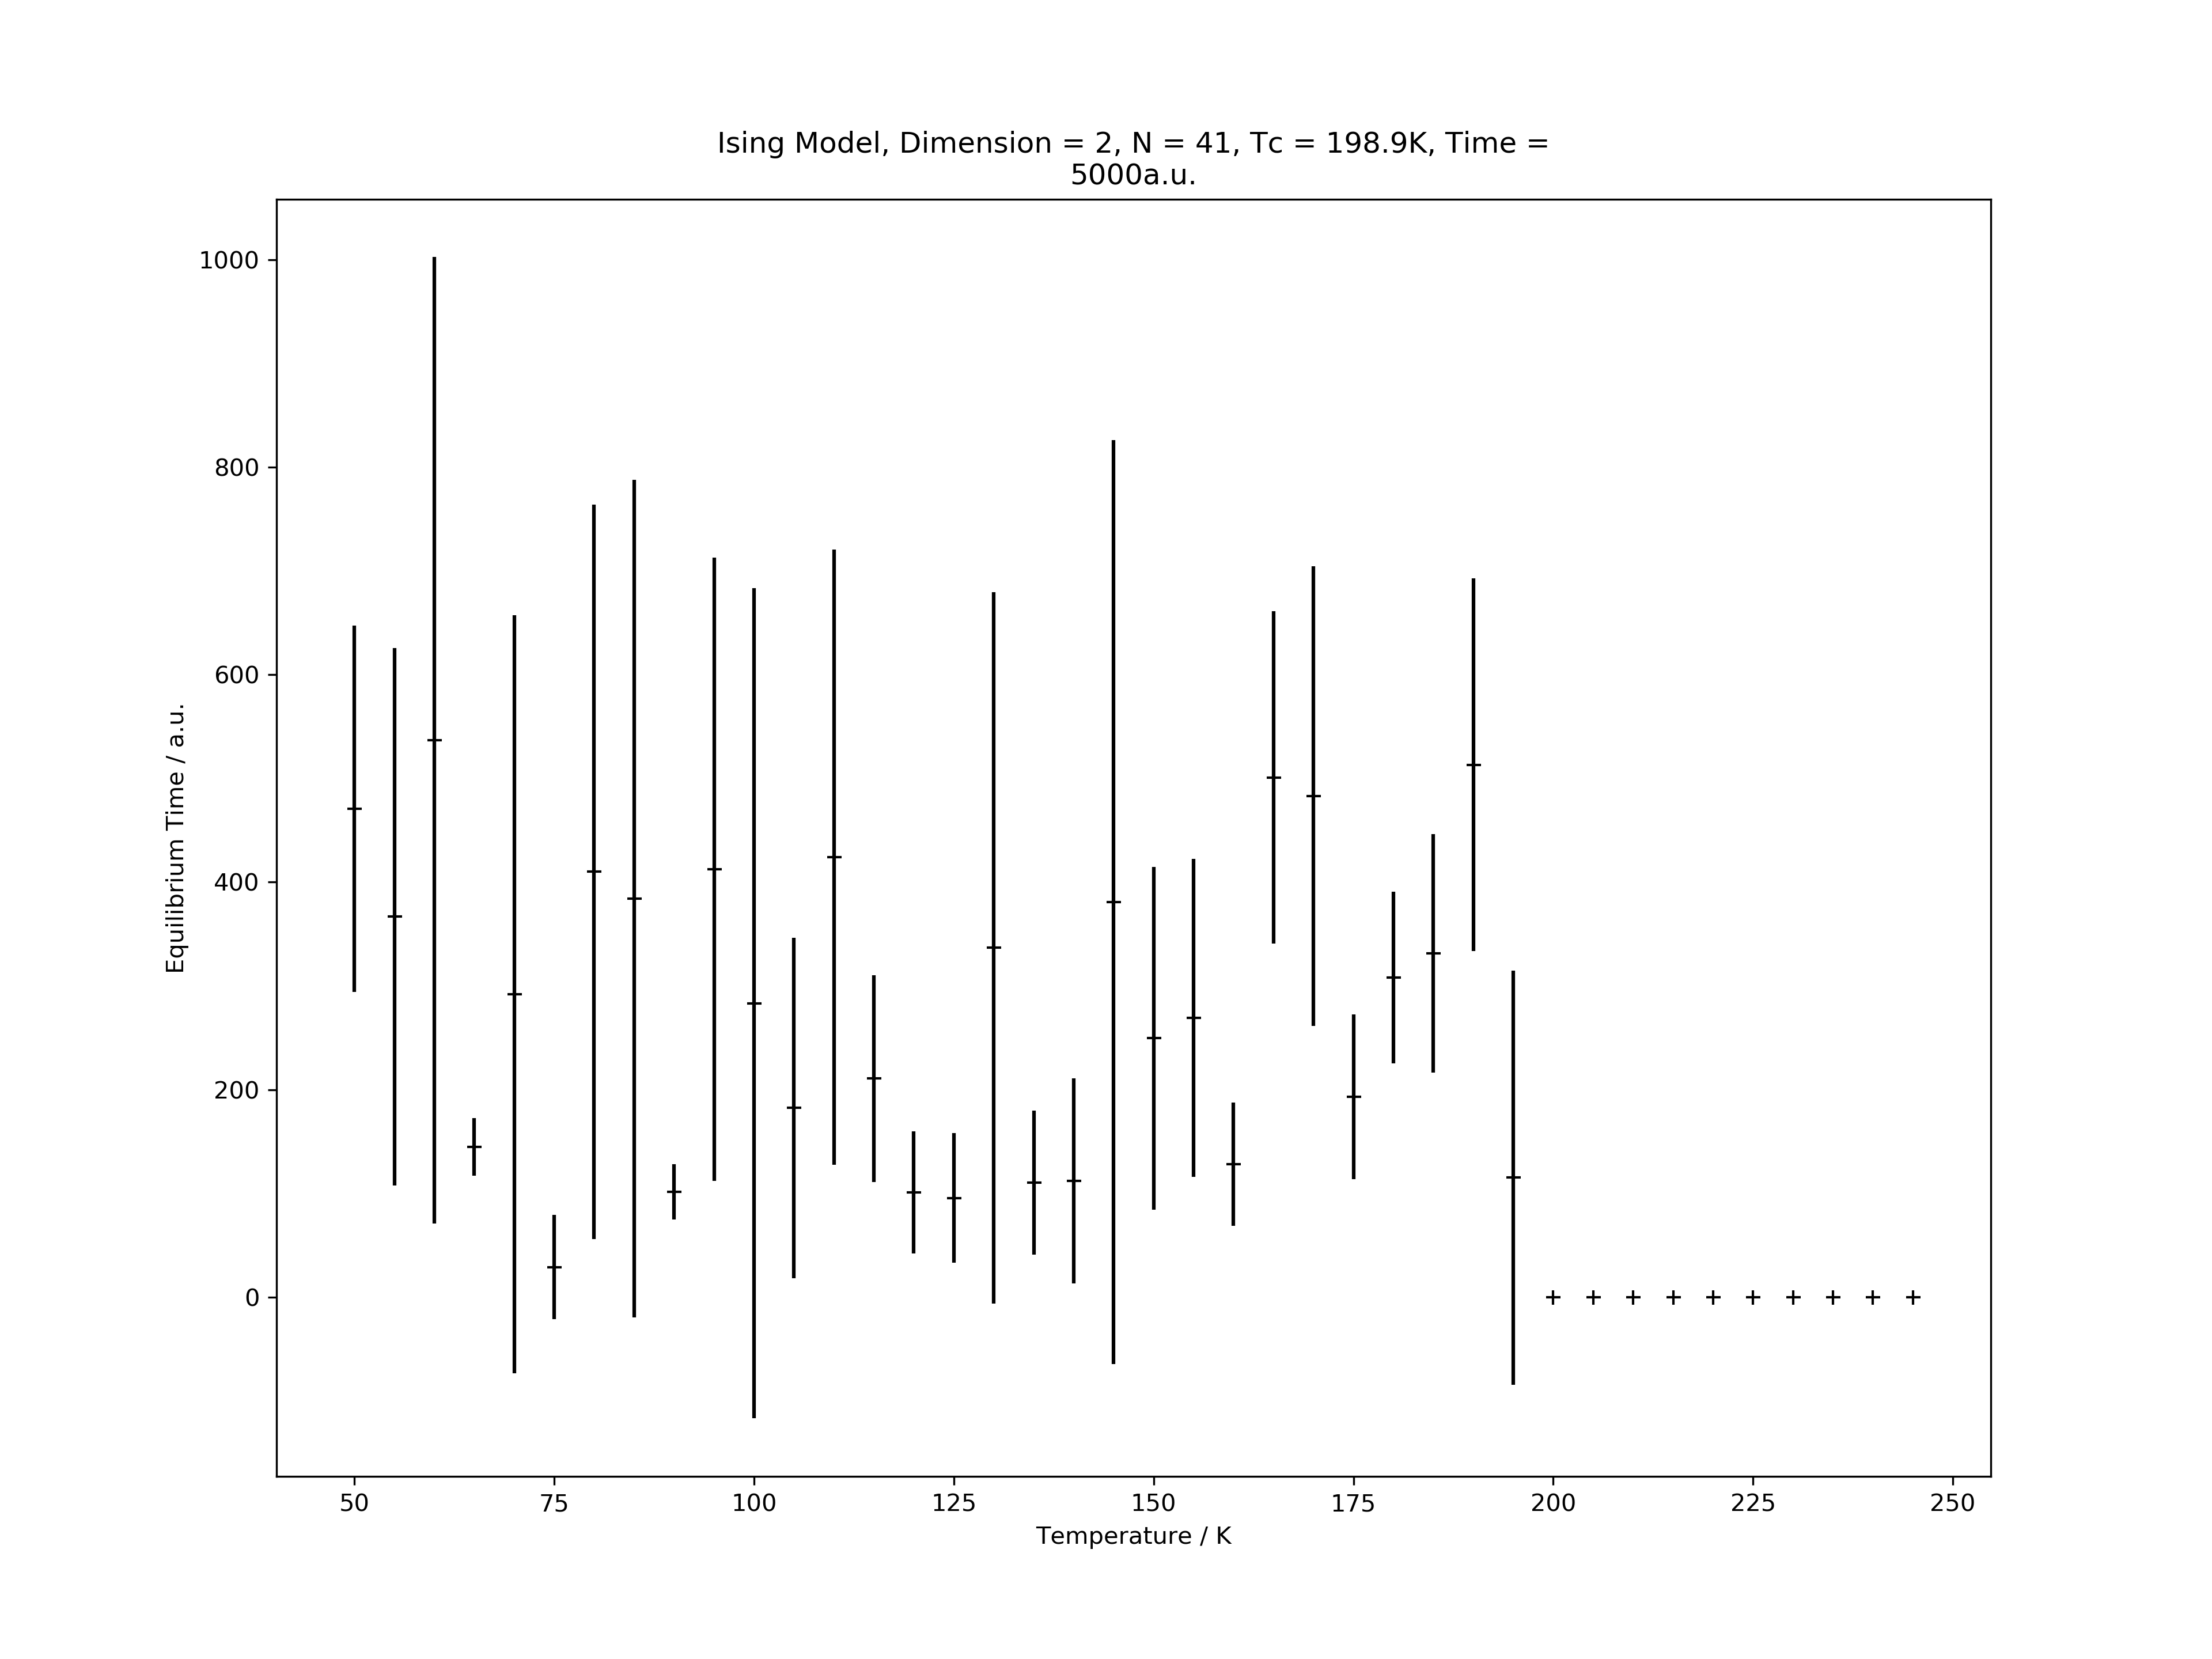 Ising Model, Dimension = 2, N = 41, Tc = 198.9K, Time =
5000a.u.
1000
800
600
400
200
0
Equilibrium Time / a.u.
50 75 100 125 150 175 200 225 250
Temperature / K